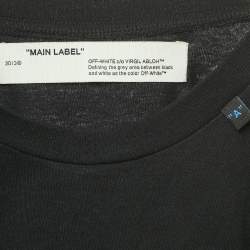 "MAIN LABEL"
OFF-WHITE c/o VIRGIL ABLOH™
Defining the grey area between black
and white as the color Off-White™
"A"